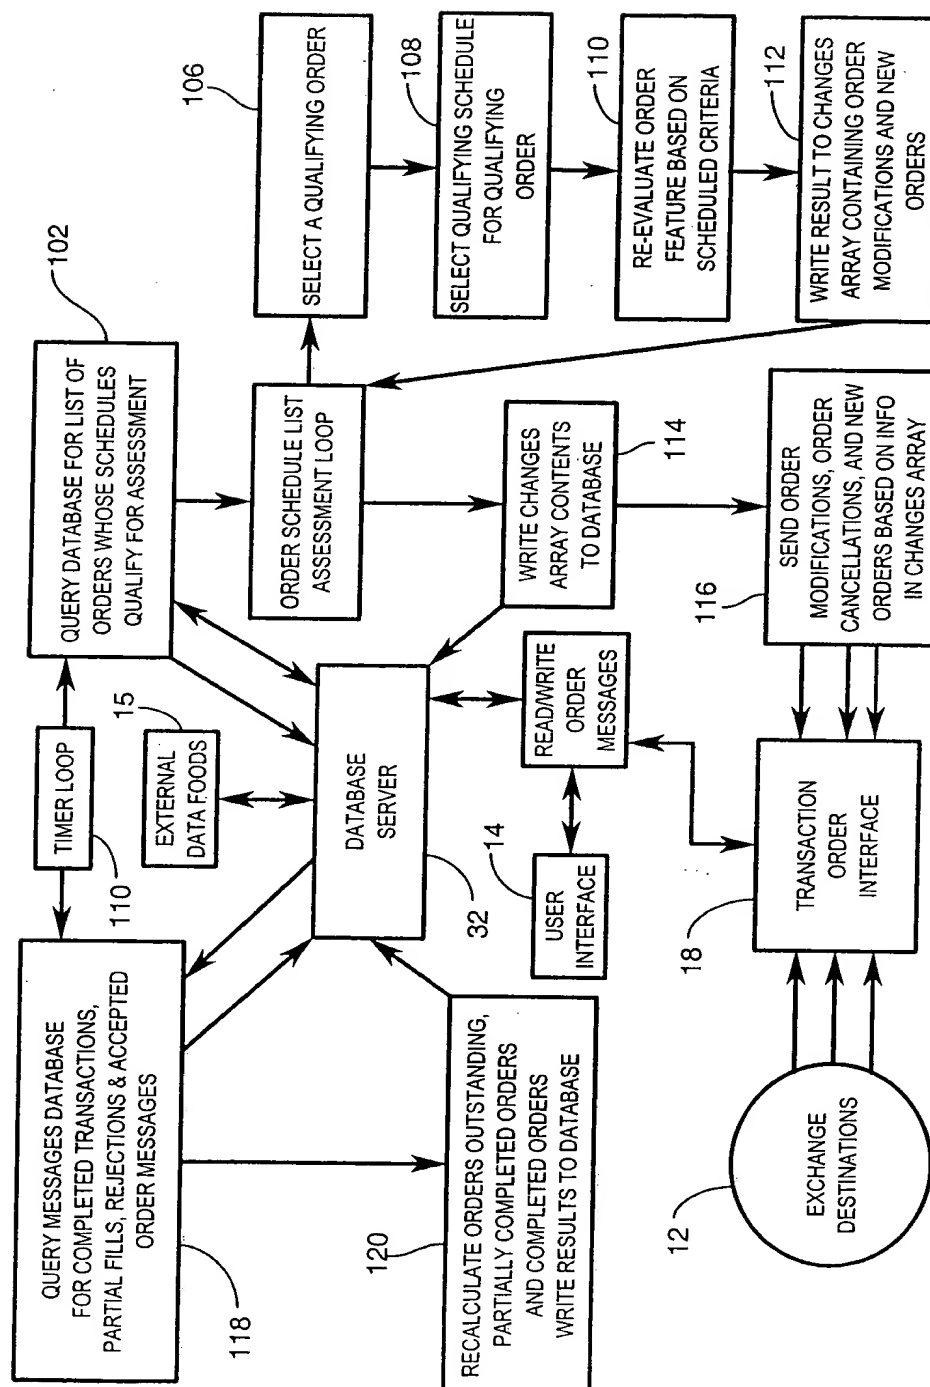 QUERY MESSAGES DATABASE
FOR COMPLETED TRANSACTIONS,
PARTIAL FILLS, REJECTIONS & ACCEPTED
ORDER MESSAGES
118
TIMER LOOP
110
QUERY DATABASE FOR LIST OF
ORDERS WHOSE SCHEDULES
QUALIFY FOR ASSESSMENT
102
EXTERNAL
DATA FOODS
15
ORDER SCHEDULE LIST
ASSESSMENT LOOP
SELECT A QUALIFYING ORDER
106
SELECT QUALIFYING SCHEDULE
FOR QUALIFYING
ORDER
108
RE-EVALUATE ORDER
FEATURE BASED ON
SCHEDULED CRITERIA
110
WRITE RESULT TO CHANGES
ARRAY CONTAINING ORDER
MODIFICATIONS AND NEW
ORDERS
112
DATABASE
SERVER
32
WRITE CHANGES
ARRAY CONTENTS
TO DATABASE
114
RECALCULATE ORDERS OUTSTANDING,
PARTIALLY COMPLETED ORDERS
AND COMPLETED ORDERS
WRITE RESULTS TO DATABASE
120
USER
INTERFACE
14
READ/WRITE
ORDER
MESSAGES
SEND ORDER
MODIFICATIONS, ORDER
CANCELLATIONS, AND NEW
ORDERS BASED ON INFO
IN CHANGES ARRAY
116
EXCHANGE
DESTINATIONS
12
TRANSACTION
ORDER
INTERFACE
18